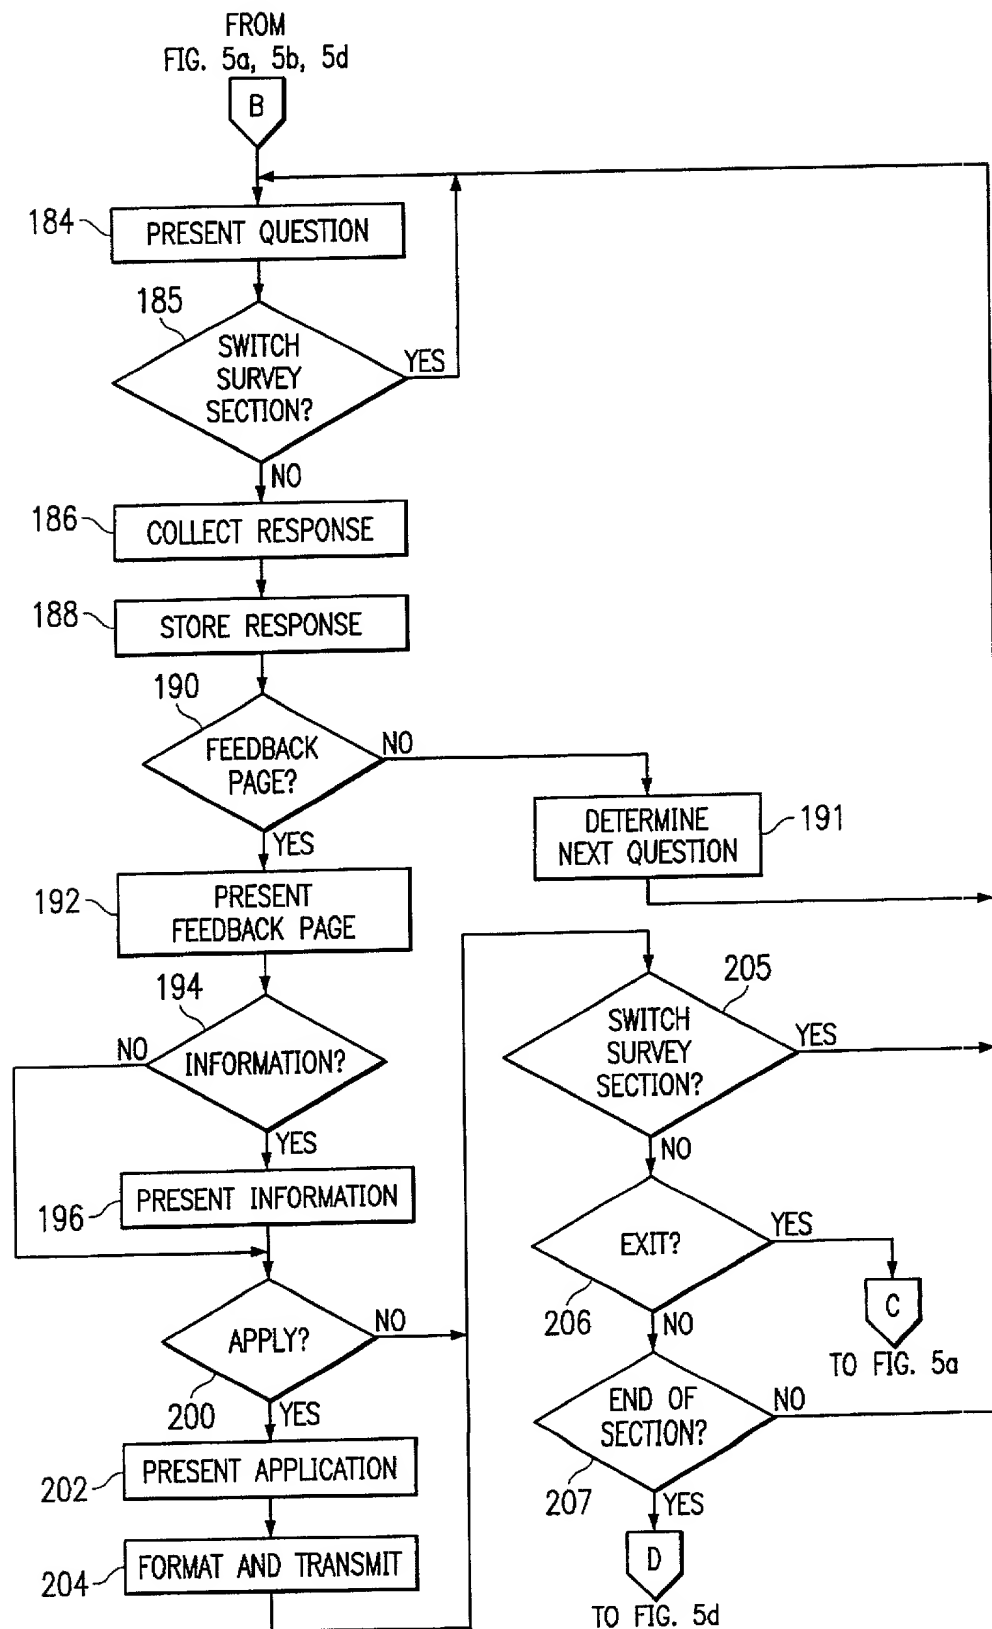 FROM
FIG. 5a, 5b, 5d
B
184
PRESENT QUESTION
185
SWITCH
SURVEY
SECTION?
YES
NO
186
COLLECT RESPONSE
188
STORE RESPONSE
190
FEEDBACK
PAGE?
NO
YES
DETERMINE
NEXT QUESTION
191
192
PRESENT
FEEDBACK PAGE
194
INFORMATION?
NO
YES
196
PRESENT INFORMATION
APPLY?
NO
200
YES
202
PRESENT APPLICATION
204
FORMAT AND TRANSMIT
205
SWITCH
SURVEY
SECTION?
YES
NO
EXIT?
YES
206
NO
C
TO FIG. 5a
END OF
SECTION?
NO
207
YES
D
TO FIG. 5d